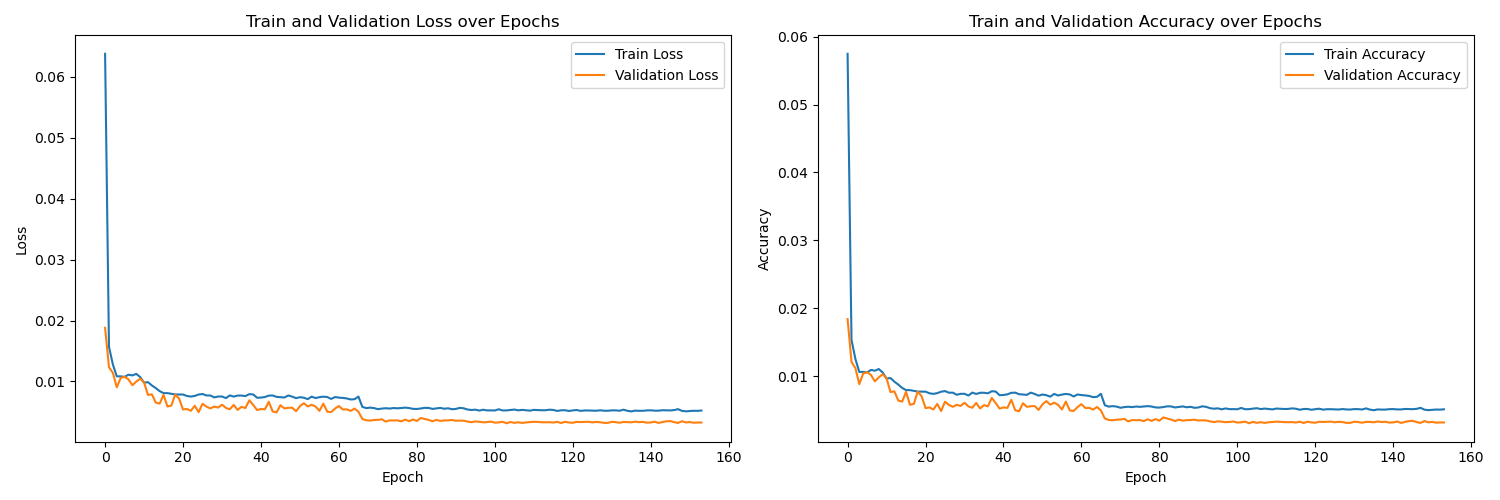 Train and Validation Loss over Epochs
Train Loss
Validation Loss
0.06
0.05
0.04
0.03
0.02
0.01
Loss
0 20 40 60 80 100 120 140 160
Epoch
Train and Validation Accuracy over Epochs
Train Accuracy
Validation Accuracy
0.06
0.05
0.04
0.03
0.02
0.01
Accuracy
0 20 40 60 80 100 120 140 160
Epoch